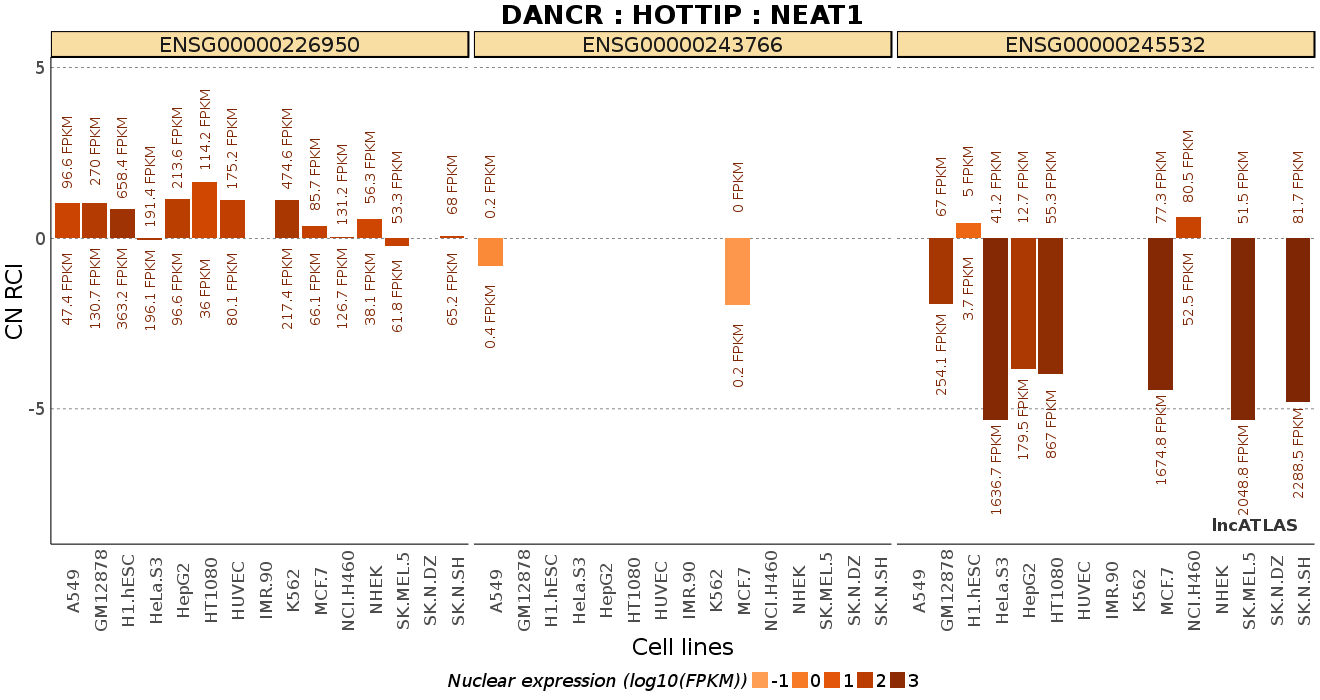 DANCR : HOTTIP : NEAT1
ENSG00000226950
ENSG00000243766
ENSG00000245532
CN RCI
5
0
-5
96.6 FPKM
270 FPKM
658.4 FPKM
191.4 FPKM
213.6 FPKM
114.2 FPKM
175.2 FPKM
474.6 FPKM
85.7 FPKM
131.2 FPKM
56.3 FPKM
53.3 FPKM
68 FPKM
47.4 FPKM
130.7 FPKM
363.2 FPKM
196.1 FPKM
96.6 FPKM
36 FPKM
80.1 FPKM
217.4 FPKM
66.1 FPKM
126.7 FPKM
38.1 FPKM
61.8 FPKM
65.2 FPKM
0.2 FPKM
0 FPKM
0.4 FPKM
0.2 FPKM
67 FPKM
5 FPKM
41.2 FPKM
12.7 FPKM
55.3 FPKM
77.3 FPKM
80.5 FPKM
51.5 FPKM
81.7 FPKM
254.1 FPKM
3.7 FPKM
1636.7 FPKM
179.5 FPKM
867 FPKM
1674.8 FPKM
52.5 FPKM
2048.8 FPKM
2288.5 FPKM
lncATLAS
A549
GM12878
H1.hESC
HeLa.S3
HepG2
HT1080
HUVEC
IMR.90
K562
MCF.7
NCI.H460
NHEK
SK.MEL.5
SK.N.DZ
SK.N.SH
A549
GM12878
H1.hESC
HeLa.S3
HepG2
HT1080
HUVEC
IMR.90
K562
MCF.7
NCI.H460
NHEK
SK.MEL.5
SK.N.DZ
SK.N.SH
A549
GM12878
H1.hESC
HeLa.S3
HepG2
HT1080
HUVEC
IMR.90
K562
MCF.7
NCI.H460
NHEK
SK.MEL.5
SK.N.DZ
SK.N.SH
Cell lines
Nuclear expression (log10(FPKM)) -1 0 1 2 3